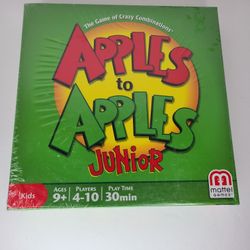 The Game of Crazy Combinations!
APPLES
to
APPLES
JUNIOR
Kids
AGES
9+
PLAYERS
4-10
PLAY TIME
30min
M
mattel
games